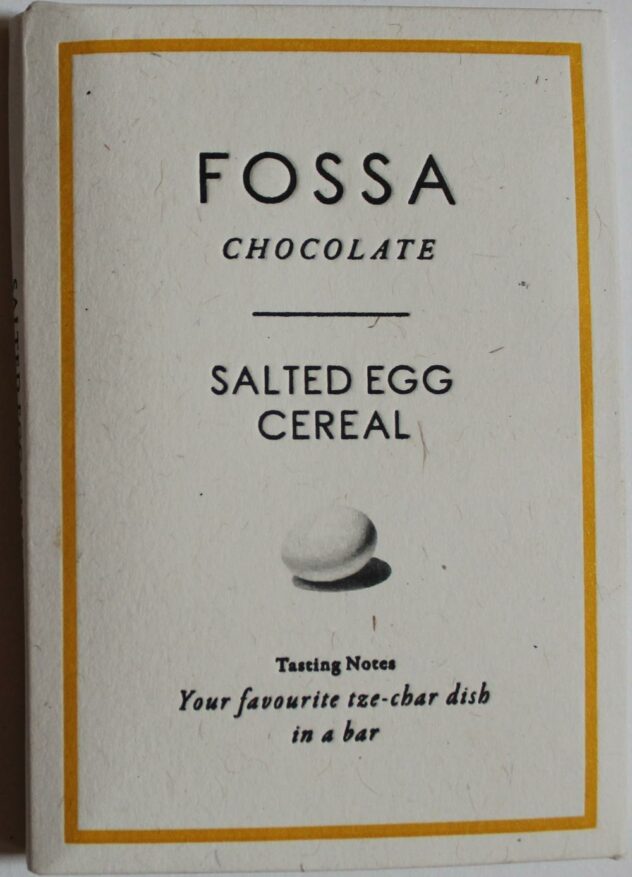 FOSSA
CHOCOLATE
SALTED EGG
CEREAL
Tasting Notes
Your favourite tze-char dish
in a bar